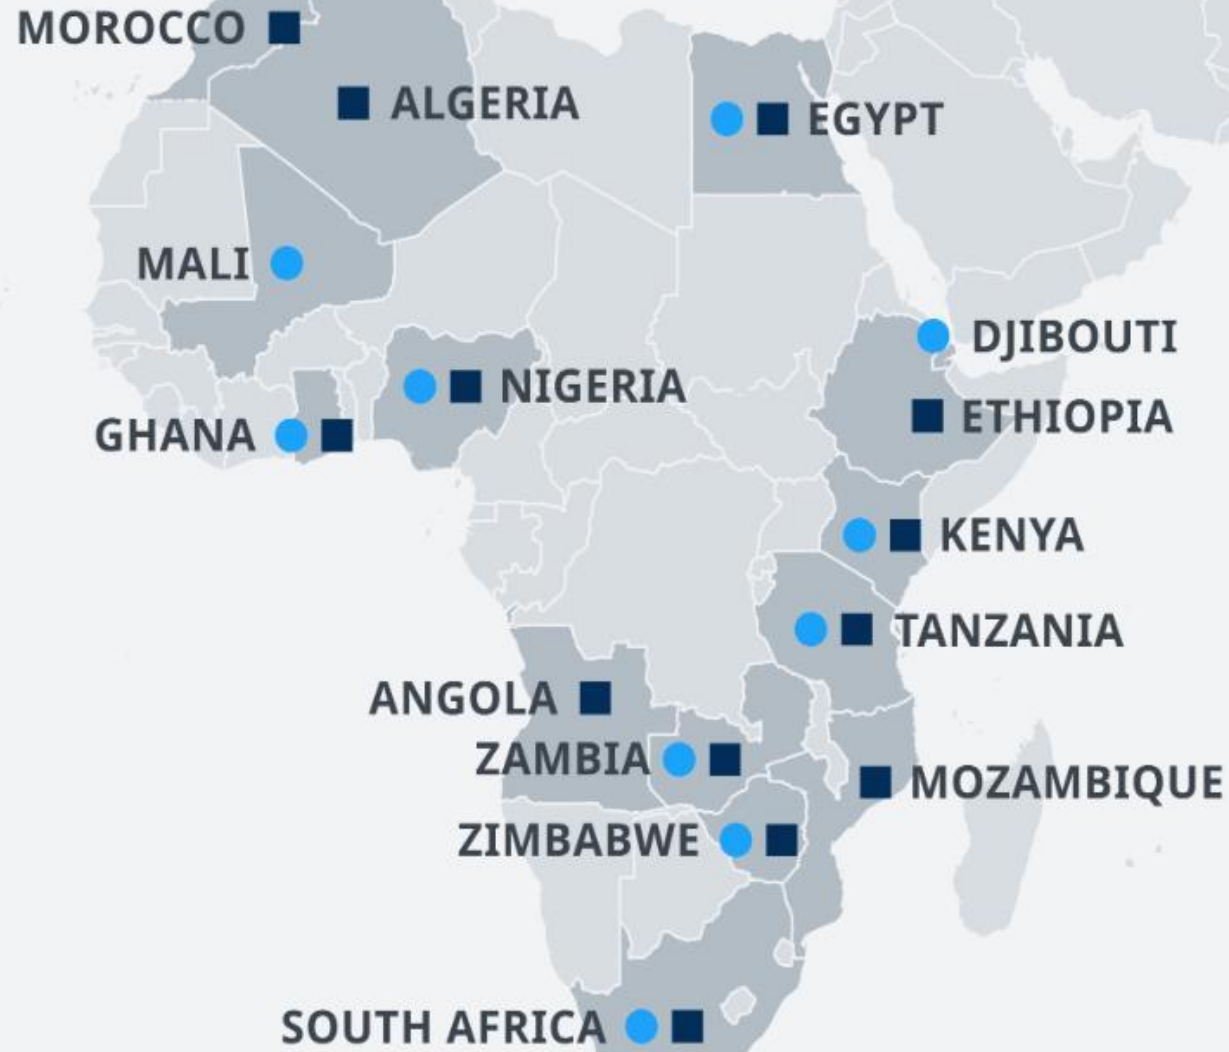 MOROCCO
ALGERIA
EGYPT
MALI
DJIBOUTI
NIGERIA
ETHIOPIA
GHANA
KENYA
TANZANIA
ANGOLA
ZAMBIA
MOZAMBIQUE
ZIMBABWE
SOUTH AFRICA